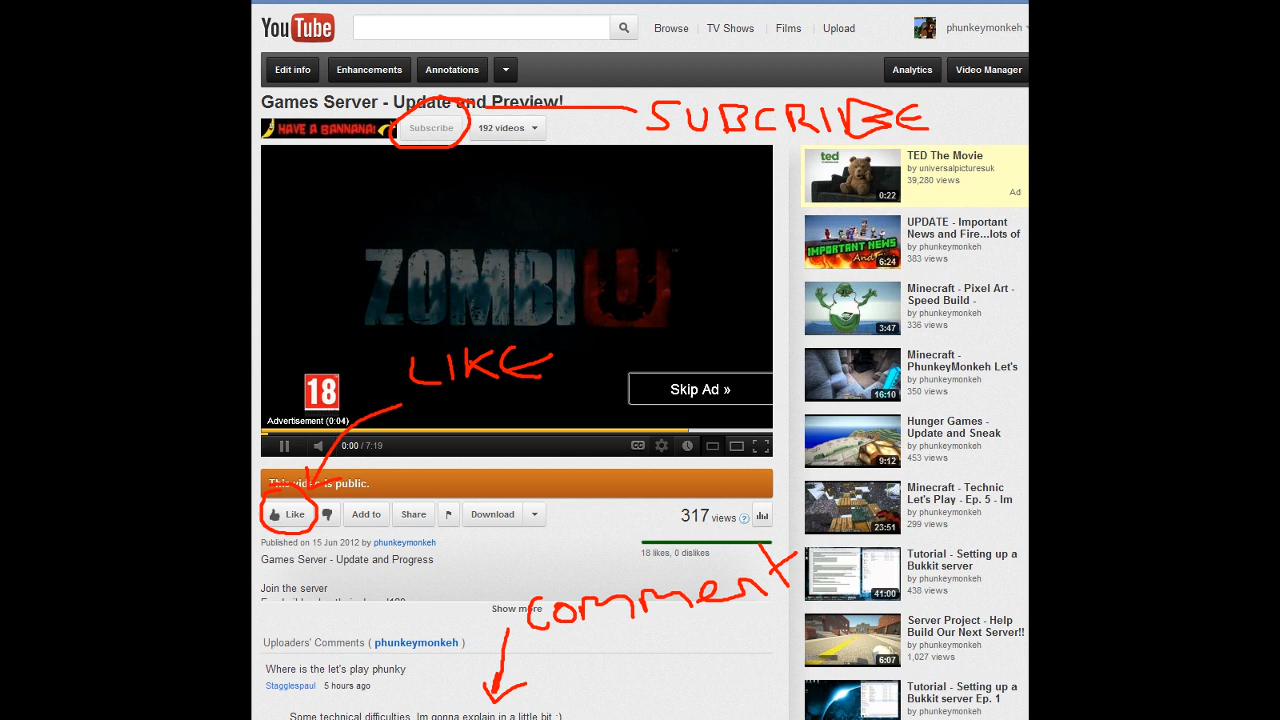 YouTube
Browse | TV Shows | Films | Upload
phunkeymonkeh
Edit info
Enhancements
Annotations
Analytics
Video Manager
Games Server - Update and Preview!
HAVE A BANNANA!
Subscribe
192 videos
SUBCRIBE
ZOMBIU
LIKE
18
Skip Ad »
Advertisement (0:04)
0:00 / 7:19
CC
This video is public.
Like
Add to
Share
Download
317 views
?
Published on 15 Jun 2012 by phunkeymonkeh
18 likes, 0 dislikes
Games Server - Update and Progress
Join the server
Show more
comment
Uploaders' Comments ( phunkeymonkeh )
Where is the let's play phunky
Stagglespaul 5 hours ago
Some technical difficulties. Im gonna explain in a little bit :)
ted
0:22
TED The Movie
by universalpicturesuk
39,280 views
Ad
IMPORTANT NEWS
And
6:24
UPDATE - Important
News and Fire...lots of
by phunkeymonkeh
383 views
3:47
Minecraft - Pixel Art -
Speed Build -
by phunkeymonkeh
336 views
16:10
Minecraft -
PhunkeyMonkeh Let's
by phunkeymonkeh
350 views
9:12
Hunger Games -
Update and Sneak
by phunkeymonkeh
453 views
23:51
Minecraft - Technic
Let's Play - Ep. 5 - Im
by phunkeymonkeh
299 views
41:00
Tutorial - Setting up a
Bukkit server
by phunkeymonkeh
438 views
6:07
Server Project - Help
Build Our Next Server!!
by phunkeymonkeh
1,027 views
Tutorial - Setting up a
Bukkit server Ep. 1
by phunkeymonkeh